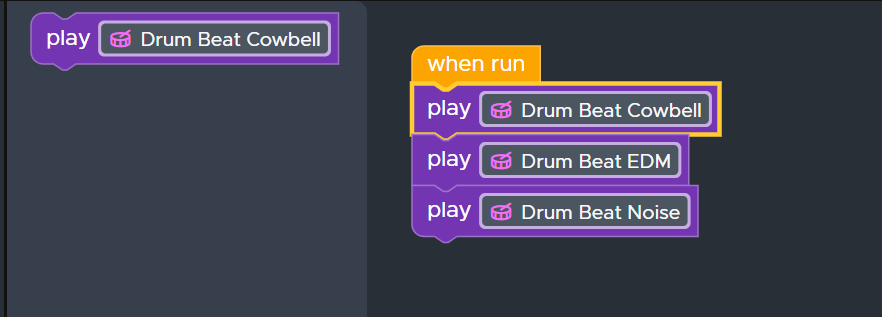 play Drum Beat Cowbell
when run
play Drum Beat Cowbell
play Drum Beat EDM
play Drum Beat Noise